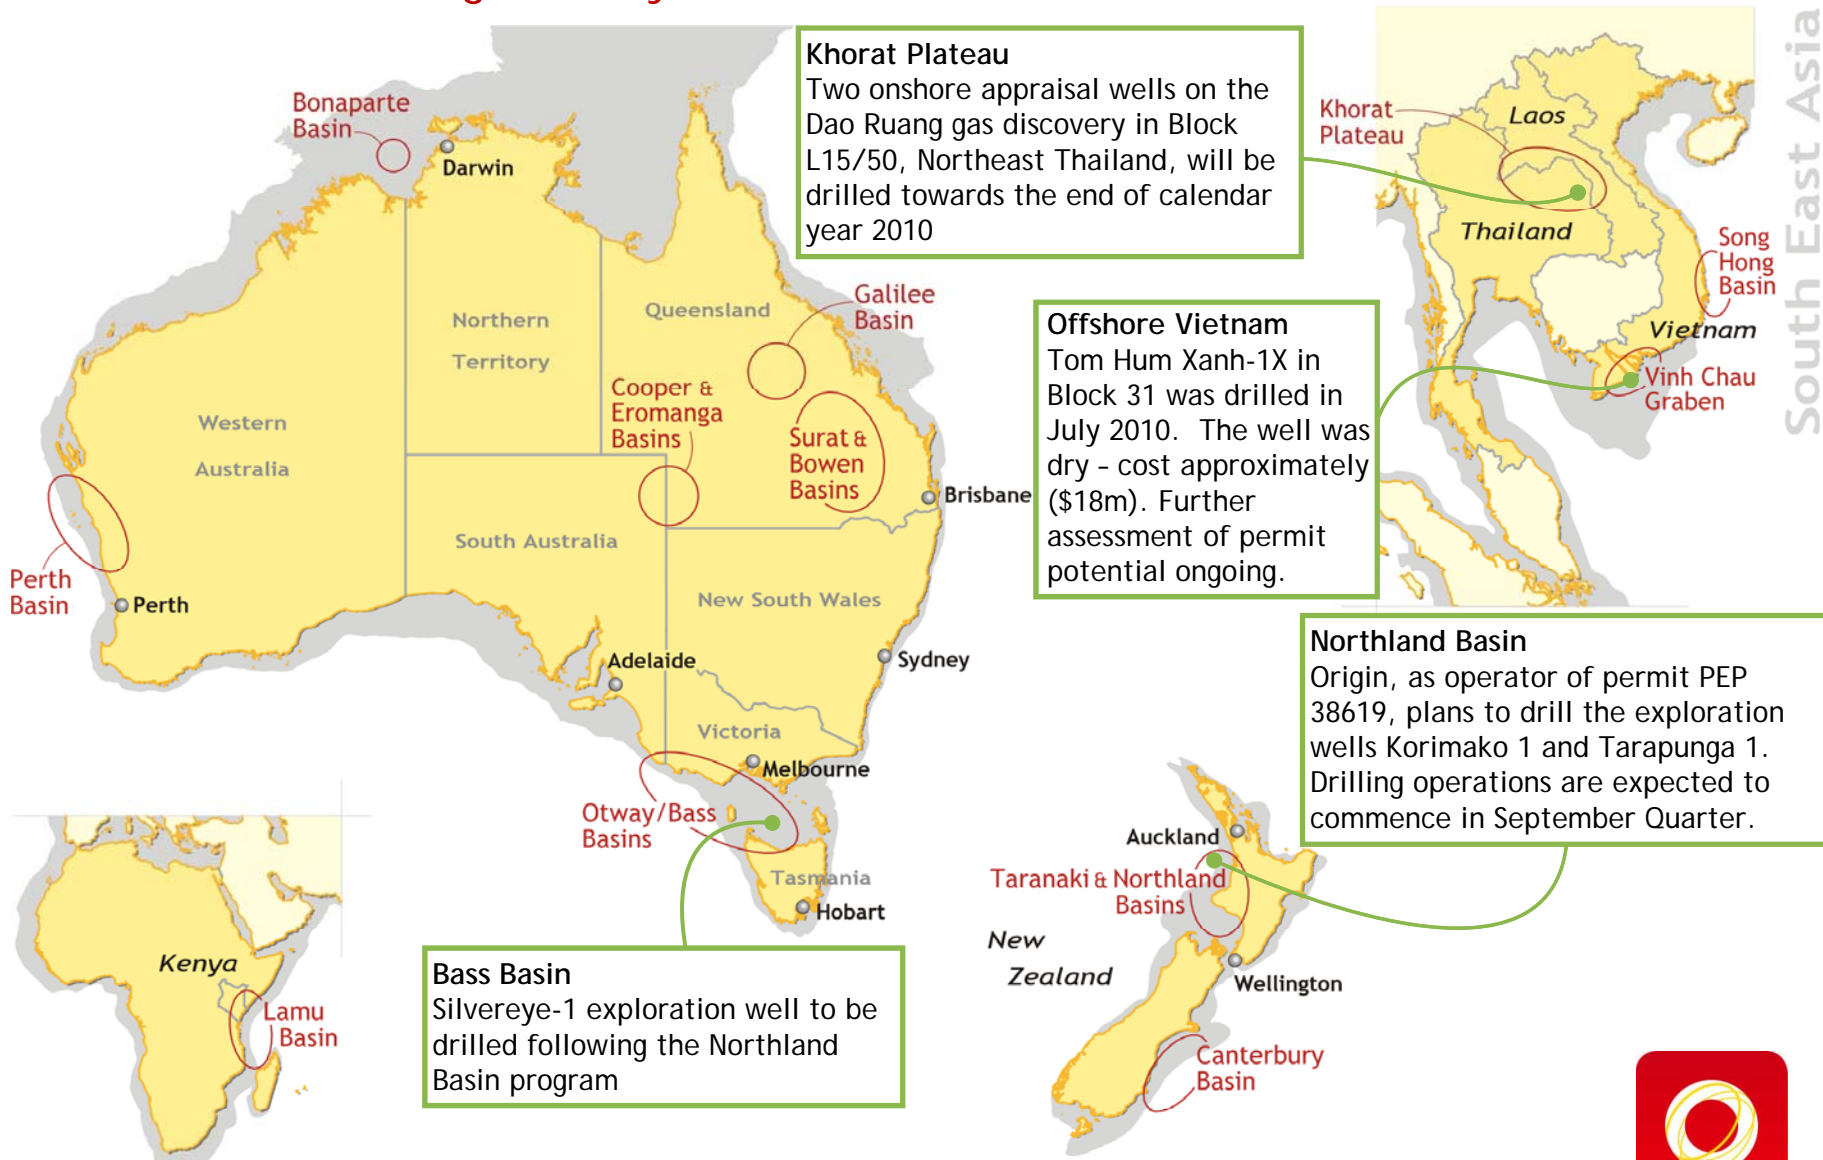 Khorat Plateau
Two onshore appraisal wells on the
Dao Ruang gas discovery in Block
L15/50, Northeast Thailand, will be
drilled towards the end of calendar
year 2010
Offshore Vietnam
Tom Hum Xanh-1X in
Block 31 was drilled in
July 2010.  The well was
dry – cost approximately
($18m). Further
assessment of permit
potential ongoing.
Northland Basin
Origin, as operator of permit PEP
38619, plans to drill the exploration
wells Korimako 1 and Tarapunga 1.
Drilling operations are expected to
commence in September Quarter.
Bass Basin
Silvereye-1 exploration well to be
drilled following the Northland
Basin program
Bonaparte
Basin
Darwin
Northern
Territory
Queensland
Galilee
Basin
Cooper &
Eromanga
Basins
Surat &
Bowen
Basins
Brisbane
Western
Australia
South Australia
New South Wales
Perth
Basin
Perth
Adelaide
Sydney
Victoria
Melbourne
Otway/Bass
Basins
Tasmania
Hobart
Kenya
Lamu
Basin
Auckland
Taranaki & Northland
Basins
New
Zealand
Wellington
Canterbury
Basin
Khorat
Plateau
Laos
Thailand
Song
Hong
Basin
Vietnam
Vinh Chau
Graben
South East Asia